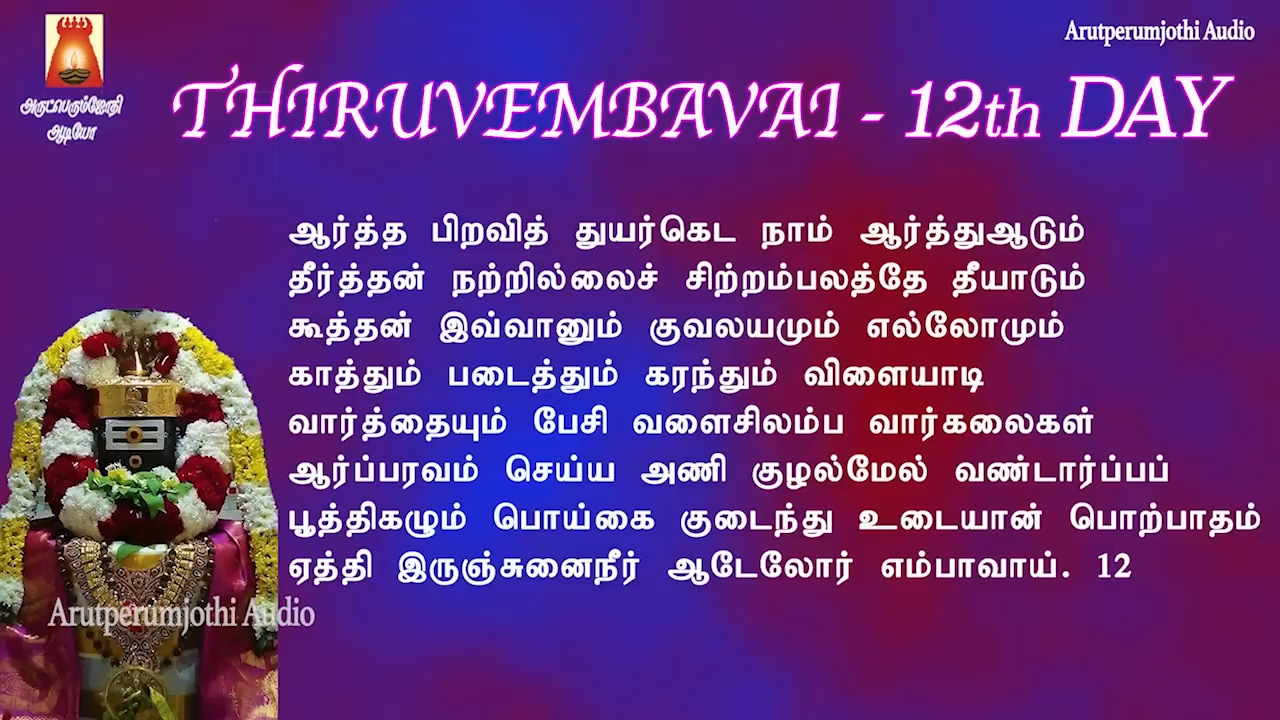 Arutperumjothi Audio
அருட்பெரும்ஜோதி
ஆடியோ
THIRUVEMBAVAI - 12th DAY
ஆர்த்த பிறவித் துயர்கெட நாம் ஆர்த்துஆடும்
தீர்த்தன் நற்றில்லைச் சிற்றம்பலத்தே தீயாடும்
கூத்தன் இவ்வானும் குவலயமும் எல்லோமும்
காத்தும் படைத்தும் கரந்தும் விளையாடி
வார்த்தையும் பேசி வளைசிலம்ப வார்கலைகள்
ஆர்ப்பரவம் செய்ய அணி குழல்மேல் வண்டார்ப்பப்
பூத்திகழும் பொய்கை குடைந்து உடையான் பொற்பாதம்
ஏத்தி இருஞ்சுனைநீர் ஆடேலோர் எம்பாவாய். 12
Arutperumjothi Audio